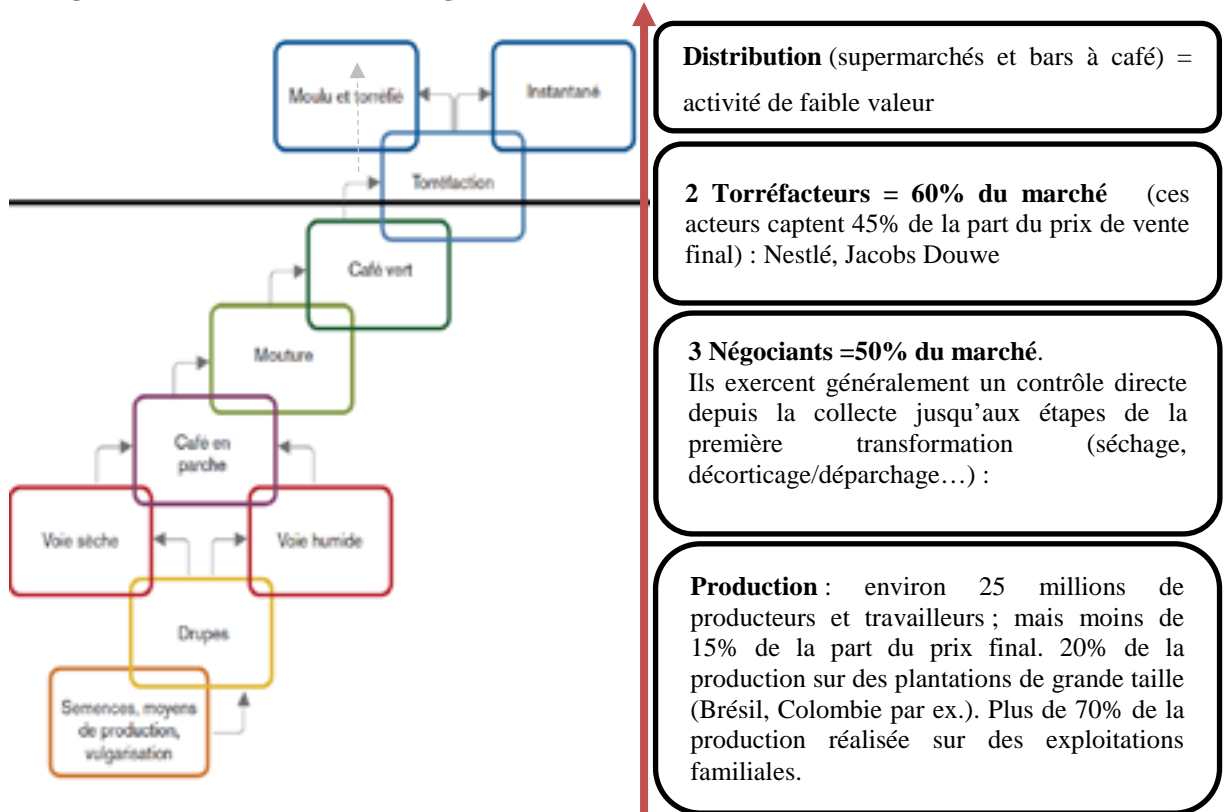 Moulu et torréfié
Instantané
Torréfaction
Café vert
Mouture
Café en
parche
Voie sèche
Voie humide
Drupes
Semences, moyens
de production,
vulgarisation
Distribution (supermarchés et bars à café) =
activité de faible valeur
2 Torréfacteurs = 60% du marché (ces
acteurs captent 45% de la part du prix de vente
final) : Nestlé, Jacobs Douwe
3 Négociants =50% du marché.
Ils exercent généralement un contrôle directe
depuis la collecte jusqu'aux étapes de la
première transformation (séchage,
décorticage/déparchage…) :
Production : environ 25 millions de
producteurs et travailleurs ; mais moins de
15% de la part du prix final. 20% de la
production sur des plantations de grande taille
(Brésil, Colombie par ex.). Plus de 70% de la
production réalisée sur des exploitations
familiales.